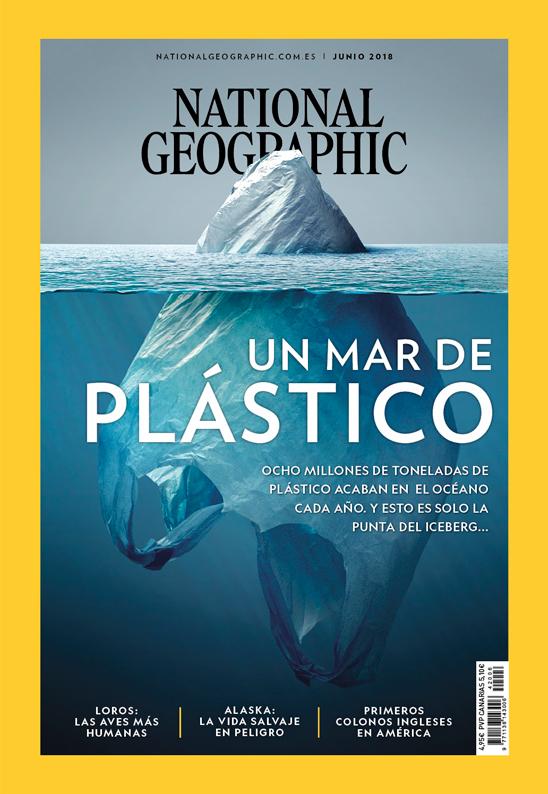 NATIONALGEOGRAPHIC.COM.ES | JUNIO 2018
NATIONAL
GEOGRAPHIC
UN MAR DE
PLÁSTICO
OCHO MILLONES DE TONELADAS DE
PLÁSTICO ACABAN EN EL OCÉANO
CADA AÑO. Y ESTO ES SOLO LA
PUNTA DEL ICEBERG...
LOROS:
LAS AVES MÁS
HUMANAS
ALASKA:
LA VIDA SALVAJE
EN PELIGRO
PRIMEROS
COLONOS INGLESES
EN AMÉRICA
4,95€ PVP CANARIAS 5,10€